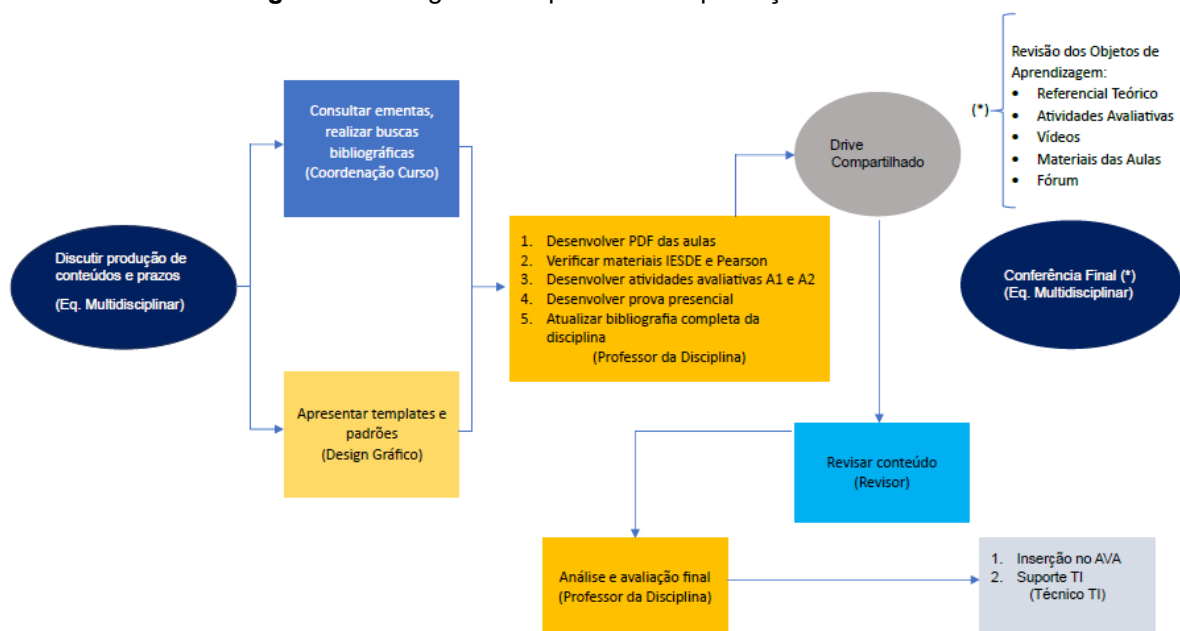 Discutir produção de
conteúdos e prazos
(Eq. Multidisciplinar)
Consultar ementas,
realizar buscas
bibliográficas
(Coordenação Curso)
Apresentar templates e
padrões
(Design Gráfico)
1. Desenvolver PDF das aulas
2. Verificar materiais IESDE e Pearson
3. Desenvolver atividades avaliativas A1 e A2
4. Desenvolver prova presencial
5. Atualizar bibliografia completa da
disciplina
(Professor da Disciplina)
Drive
Compartilhado
(*)
Revisão dos Objetos de
Aprendizagem:
• Referencial Teórico
• Atividades Avaliativas
• Vídeos
• Materiais das Aulas
• Fórum
Conferência Final (*)
(Eq. Multidisciplinar)
Revisar conteúdo
(Revisor)
Análise e avaliação final
(Professor da Disciplina)
1. Inserção no AVA
2. Suporte TI
(Técnico TI)